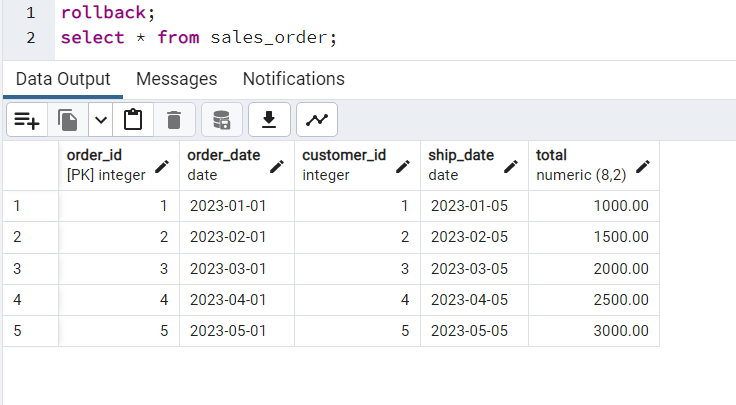 1 rollback;
2 select * from sales_order;
Data Output Messages Notifications
order_id order_date customer_id ship_date total
[PK] integer date integer date numeric (8,2)
1 1 2023-01-01 1 2023-01-05 1000.00
2 2 2023-02-01 2 2023-02-05 1500.00
3 3 2023-03-01 3 2023-03-05 2000.00
4 4 2023-04-01 4 2023-04-05 2500.00
5 5 2023-05-01 5 2023-05-05 3000.00